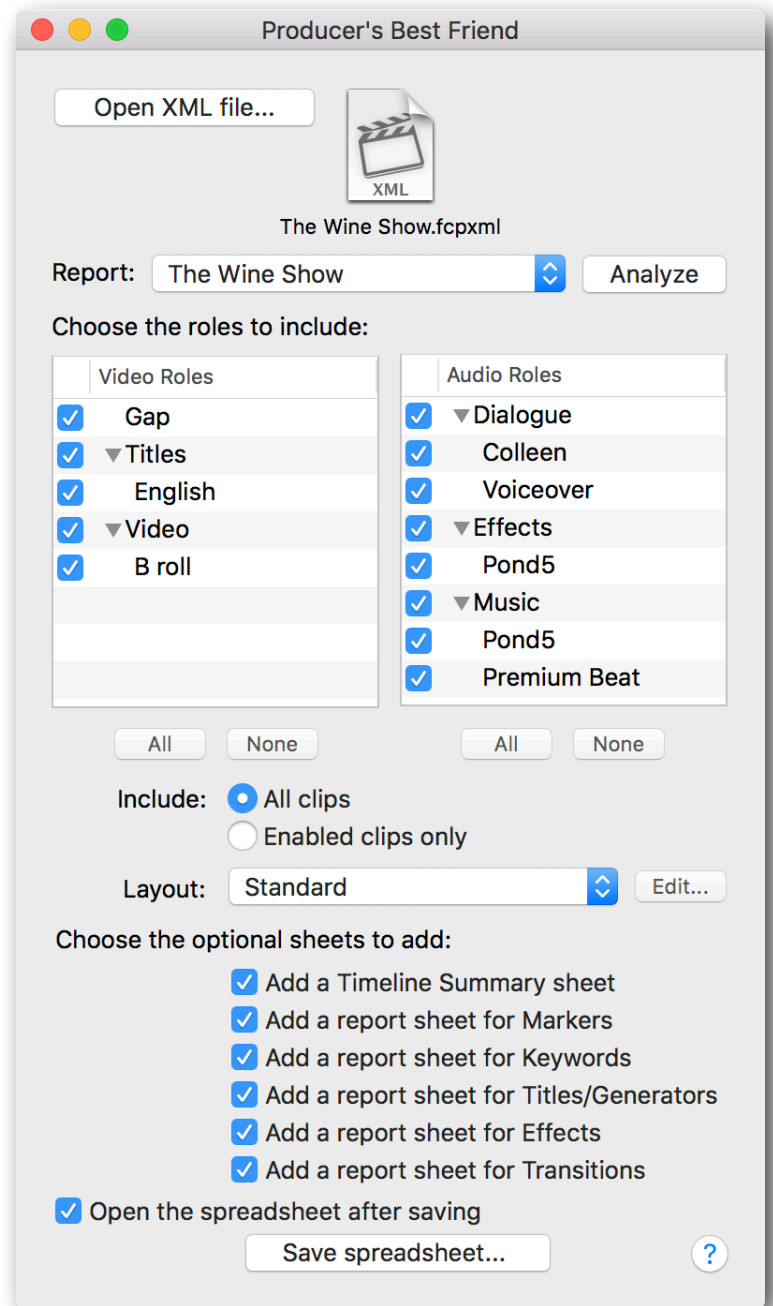 Producer's Best Friend
Open XML file...
XML
The Wine Show.fcpxml
Report: The Wine Show Analyze
Choose the roles to include:
Video Roles
Gap
Titles
English
Video
B roll
Audio Roles
Dialogue
Colleen
Voiceover
Effects
Pond5
Music
Pond5
Premium Beat
All None
All None
Include: All clips
Enabled clips only
Layout: Standard Edit...
Choose the optional sheets to add:
Add a Timeline Summary sheet
Add a report sheet for Markers
Add a report sheet for Keywords
Add a report sheet for Titles/Generators
Add a report sheet for Effects
Add a report sheet for Transitions
Open the spreadsheet after saving
Save spreadsheet... ?